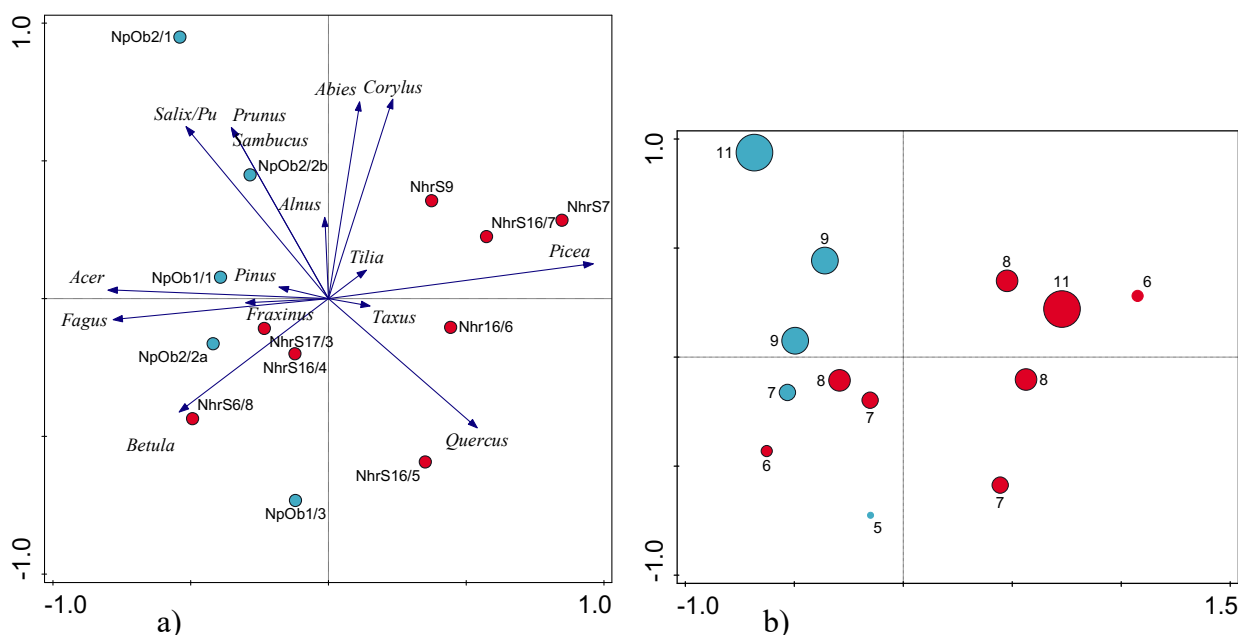 1.0
NpOb2/1
Abies Corylus
Salix/Pu Prunus
Sambucus
NpOb2/2b
NhrS9
Alnus
NhrS16/7
NhrS7
Tilia
Picea
Acer
NpOb1/1
Pinus
Fagus
Fraxinus
Taxus
Nhr16/6
NhrS17/3
NpOb2/2a
NhrS16/4
NhrS6/8
Betula
Quercus
NhrS16/5
NpOb1/3
-1.0
-1.0
1.0
a)
1.0
11
9
8
11
6
9
7
8
7
8
6
7
5
-1.0
-1.0
1.5
b)